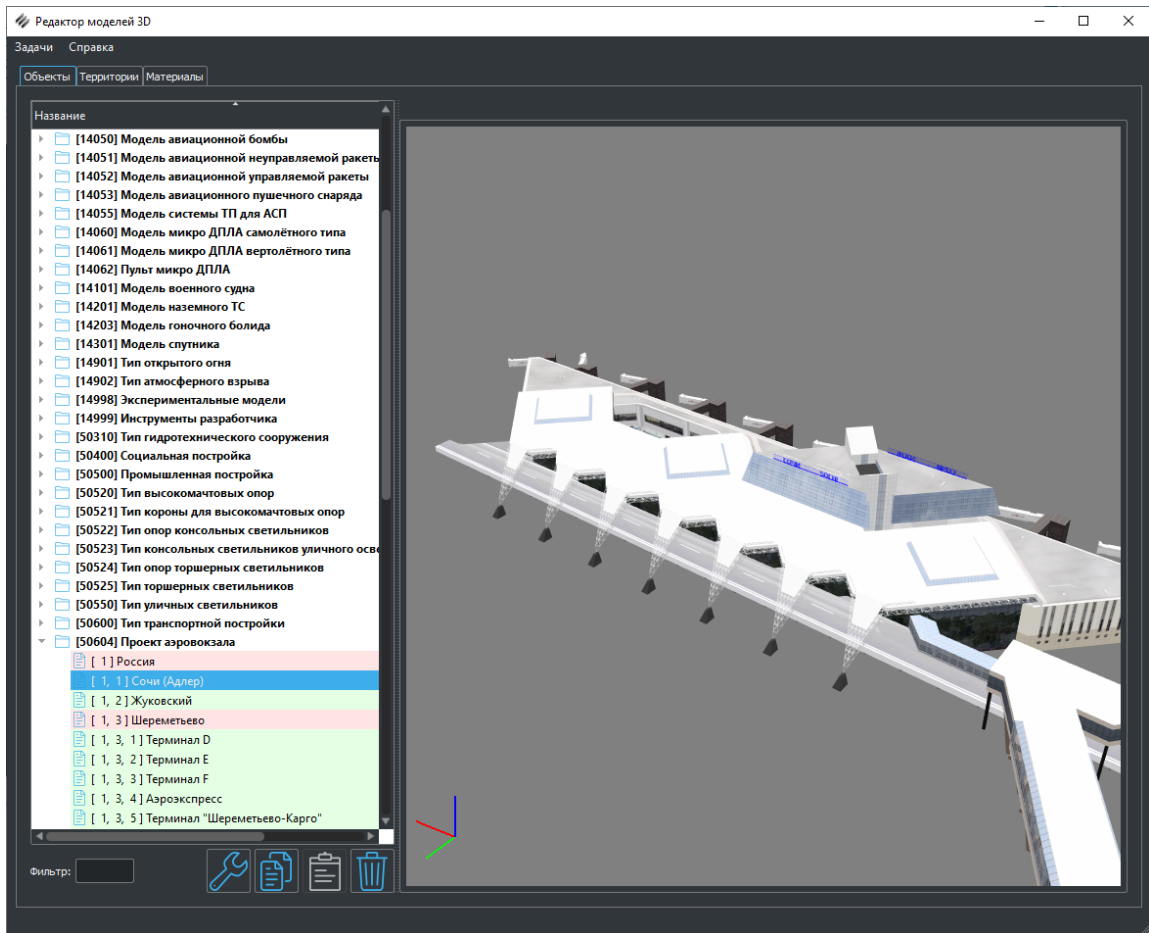 Редактор моделей 3D
Задачи Справка
Объекты Территории Материалы
Название
[14050] Модель авиационной бомбы
[14051] Модель авиационной неуправляемой ракеты
[14052] Модель авиационной управляемой ракеты
[14053] Модель авиационного пушечного снаряда
[14055] Модель системы ТП для АСП
[14060] Модель микро ДПЛА самолётного типа
[14061] Модель микро ДПЛА вертолётного типа
[14062] Пульт микро ДПЛА
[14101] Модель военного судна
[14201] Модель наземного ТС
[14203] Модель гоночного болида
[14301] Модель спутника
[14901] Тип открытого огня
[14902] Тип атмосферного взрыва
[14998] Экспериментальные модели
[14999] Инструменты разработчика
[50310] Тип гидротехнического сооружения
[50400] Социальная постройка
[50500] Промышленная постройка
[50520] Тип высокомачтовых опор
[50521] Тип короны для высокомачтовых опор
[50522] Тип опор консольных светильников
[50523] Тип консольных светильников уличного осве
[50524] Тип опор торшерных светильников
[50525] Тип торшерных светильников
[50550] Тип уличных светильников
[50600] Тип транспортной постройки
[50604] Проект аэровокзала
[ 1 ] Россия
[ 1, 1 ] Сочи (Адлер)
[ 1, 2 ] Жуковский
[ 1, 3 ] Шереметьево
[ 1, 3, 1 ] Терминал D
[ 1, 3, 2 ] Терминал E
[ 1, 3, 3 ] Терминал F
[ 1, 3, 4 ] Аэроэкспресс
[ 1, 3, 5 ] Терминал "Шереметьево-Карго"
Фильтр: